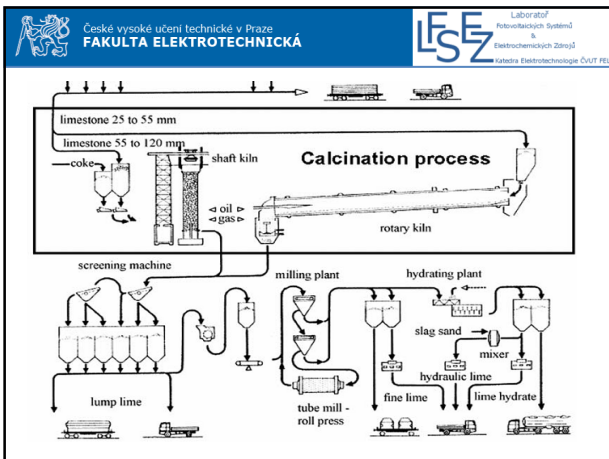 České vysoké učení technické v Praze
FAKULTA ELEKTROTECHNICKÁ
LFSEZ
Laboratoř
Fotovoltaických Systémů
&
Elektrochemických Zdrojů
Katedra Elektrotechnologie ČVUT FEL
limestone 25 to 55 mm
limestone 55 to 120 mm
coke
shaft kiln
Calcination process
oil
gas
rotary kiln
screening machine
milling plant
hydrating plant
slag sand
mixer
hydraulic lime
tube mill -
roll press
fine lime
lime hydrate
lump lime